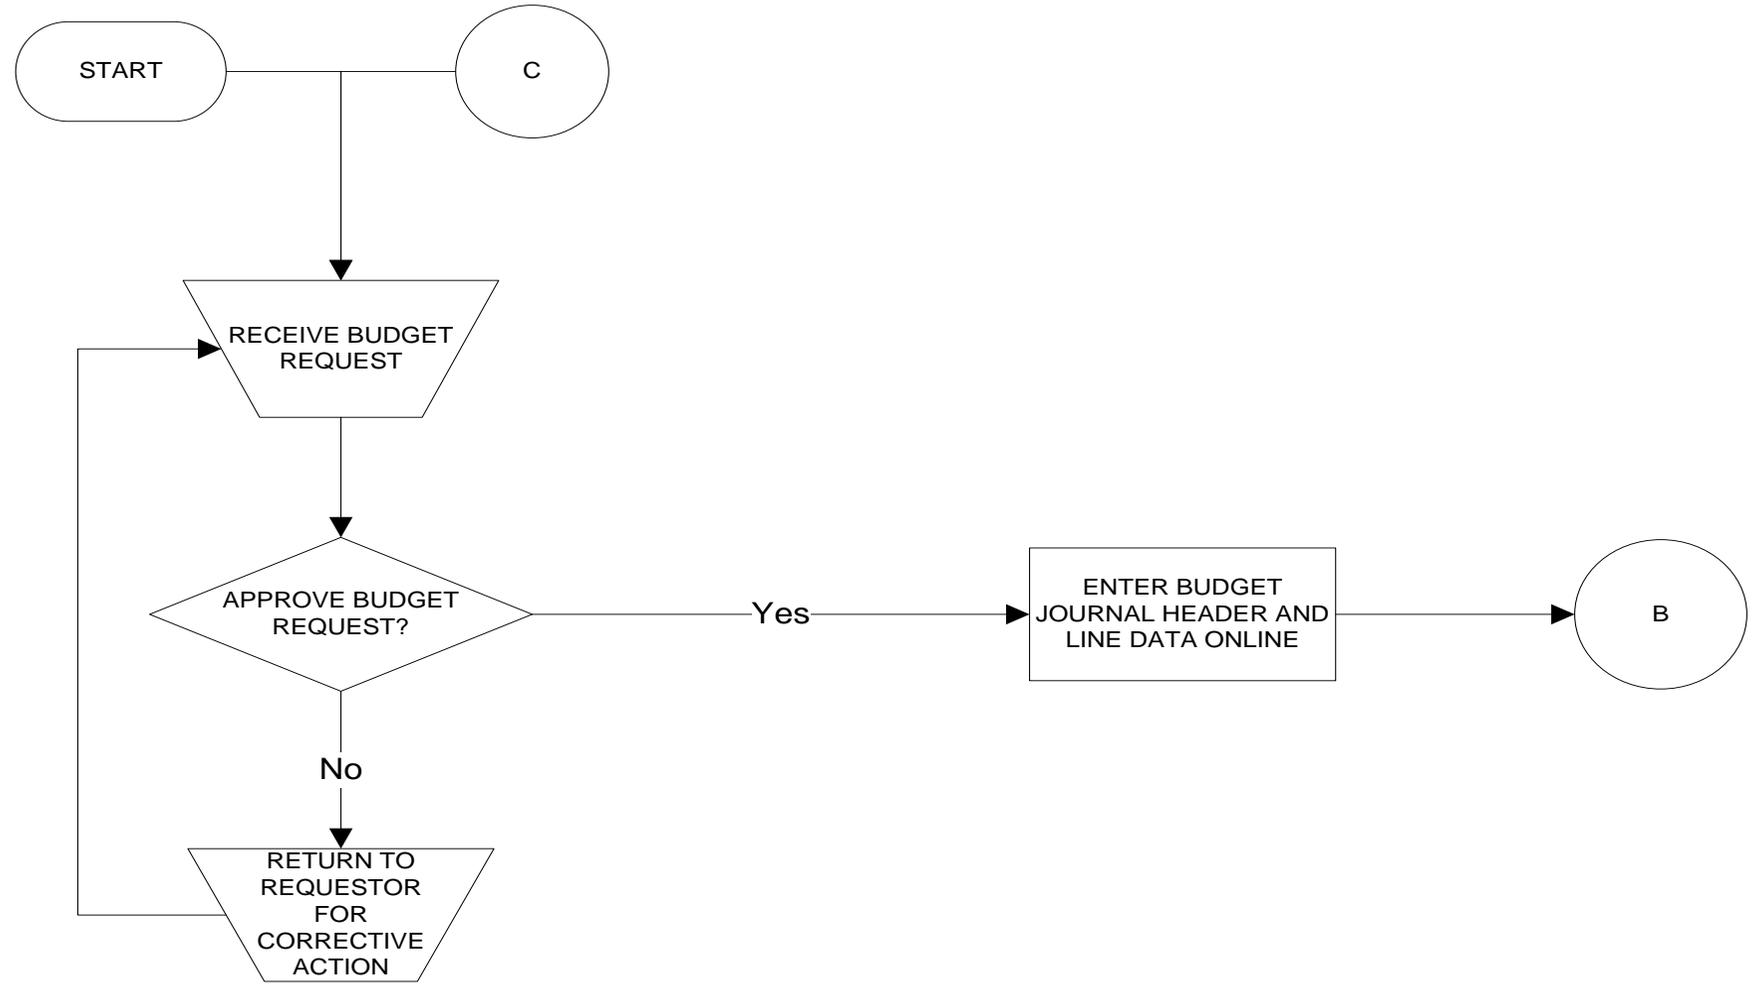 START
C
RECEIVE BUDGET
REQUEST
APPROVE BUDGET
REQUEST?
Yes
ENTER BUDGET
JOURNAL HEADER AND
LINE DATA ONLINE
B
No
RETURN TO
REQUESTOR
FOR
CORRECTIVE
ACTION